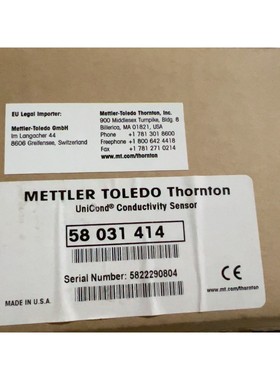 EU Legal Importer:
Mettler-Toledo GmbH
Im Langacher 44
8606 Greifensee, Switzerland
Mettler-Toledo Thornton, Inc.
900 Middlesex Turnpike, Bldg. 8
Billerica, MA 01821, USA
Phone +1 781 301 8600
Freephone +1 800 642 4418
Fax +1 781 271 0214
www.mt.com/thornton
METTLER TOLEDO Thornton
UniCond® Conductivity Sensor
58 031 414
Serial Number: 5822290804
CE
MADE IN U.S.A.
www.mt.com/thornton